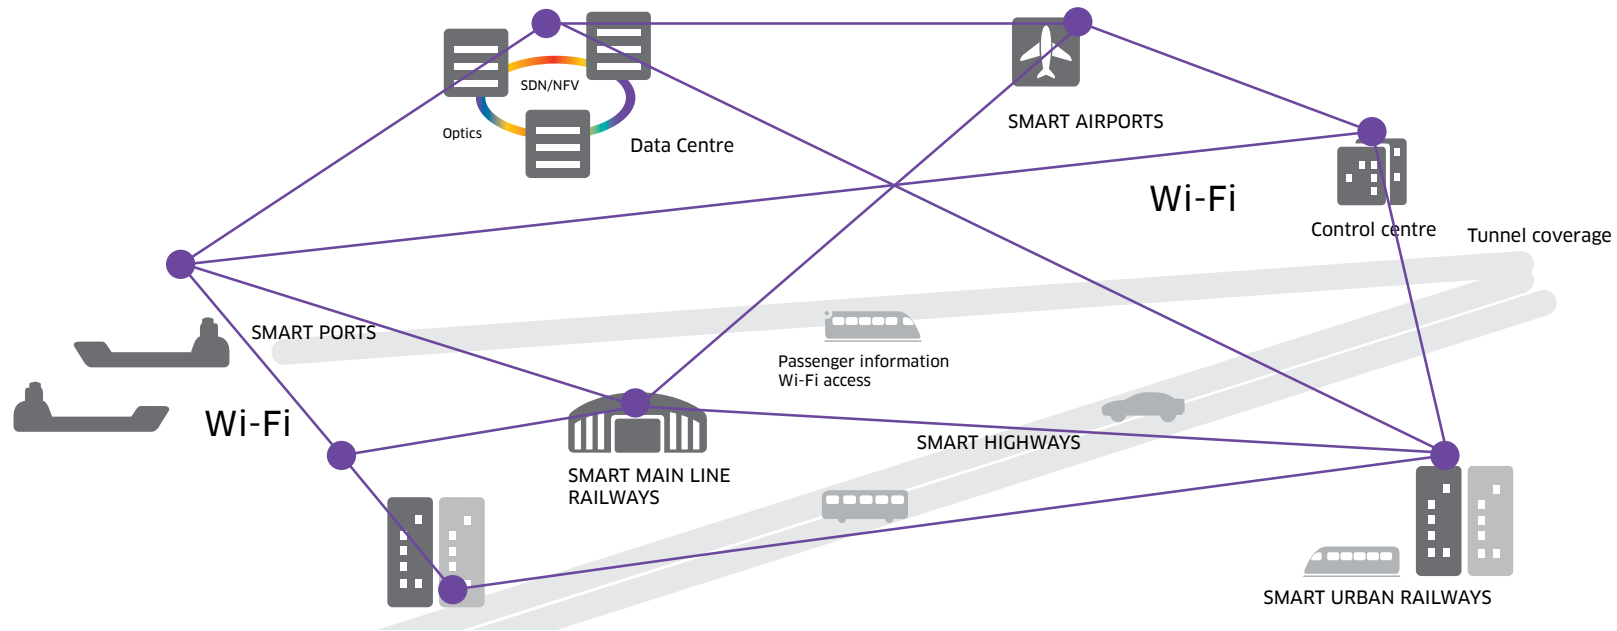 SDN/NFV
Optics
Data Centre
SMART AIRPORTS
Wi-Fi
Control centre
Tunnel coverage
SMART PORTS
Passenger information
Wi-Fi access
Wi-Fi
SMART HIGHWAYS
SMART MAIN LINE
RAILWAYS
SMART URBAN RAILWAYS